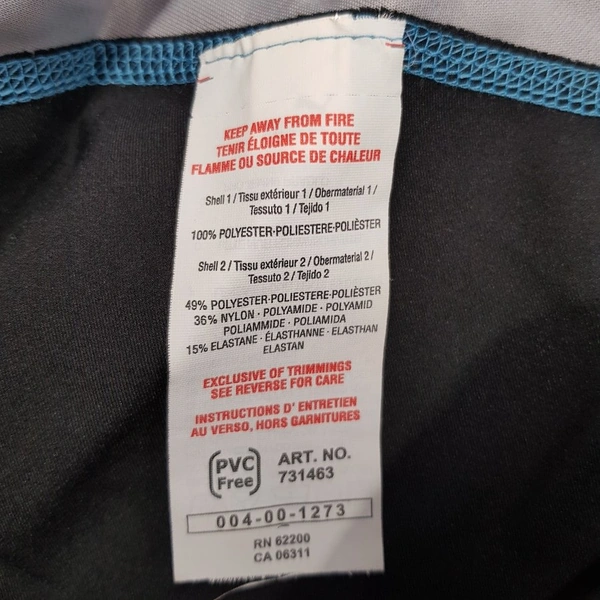 KEEP AWAY FROM FIRE
TENIR ÉLOIGNE DE TOUTE
FLAMME OU SOURCE DE CHALEUR
Shell 1 / Tissu extérieur 1 / Obermaterial 1 /
Tessuto 1 / Tejido 1
100% POLYESTER·POLIESTERE·POLIÈSTER
Shell 2 / Tissu extérieur 2 / Obermaterial 2 /
Tessuto 2 / Tejido 2
49% POLYESTER·POLIESTERE·POLIÈSTER
36% NYLON · POLYAMIDE · POLYAMID
POLIAMMIDE · POLIAMIDA
15% ELASTANE · ÉLASTHANNE · ELASTHAN
ELASTAN
EXCLUSIVE OF TRIMMINGS
SEE REVERSE FOR CARE
INSTRUCTIONS D' ENTRETIEN
AU VERSO, HORS GARNITURES
PVC
Free
ART. NO.
731463
004-00-1273
RN 62200
CA 06311